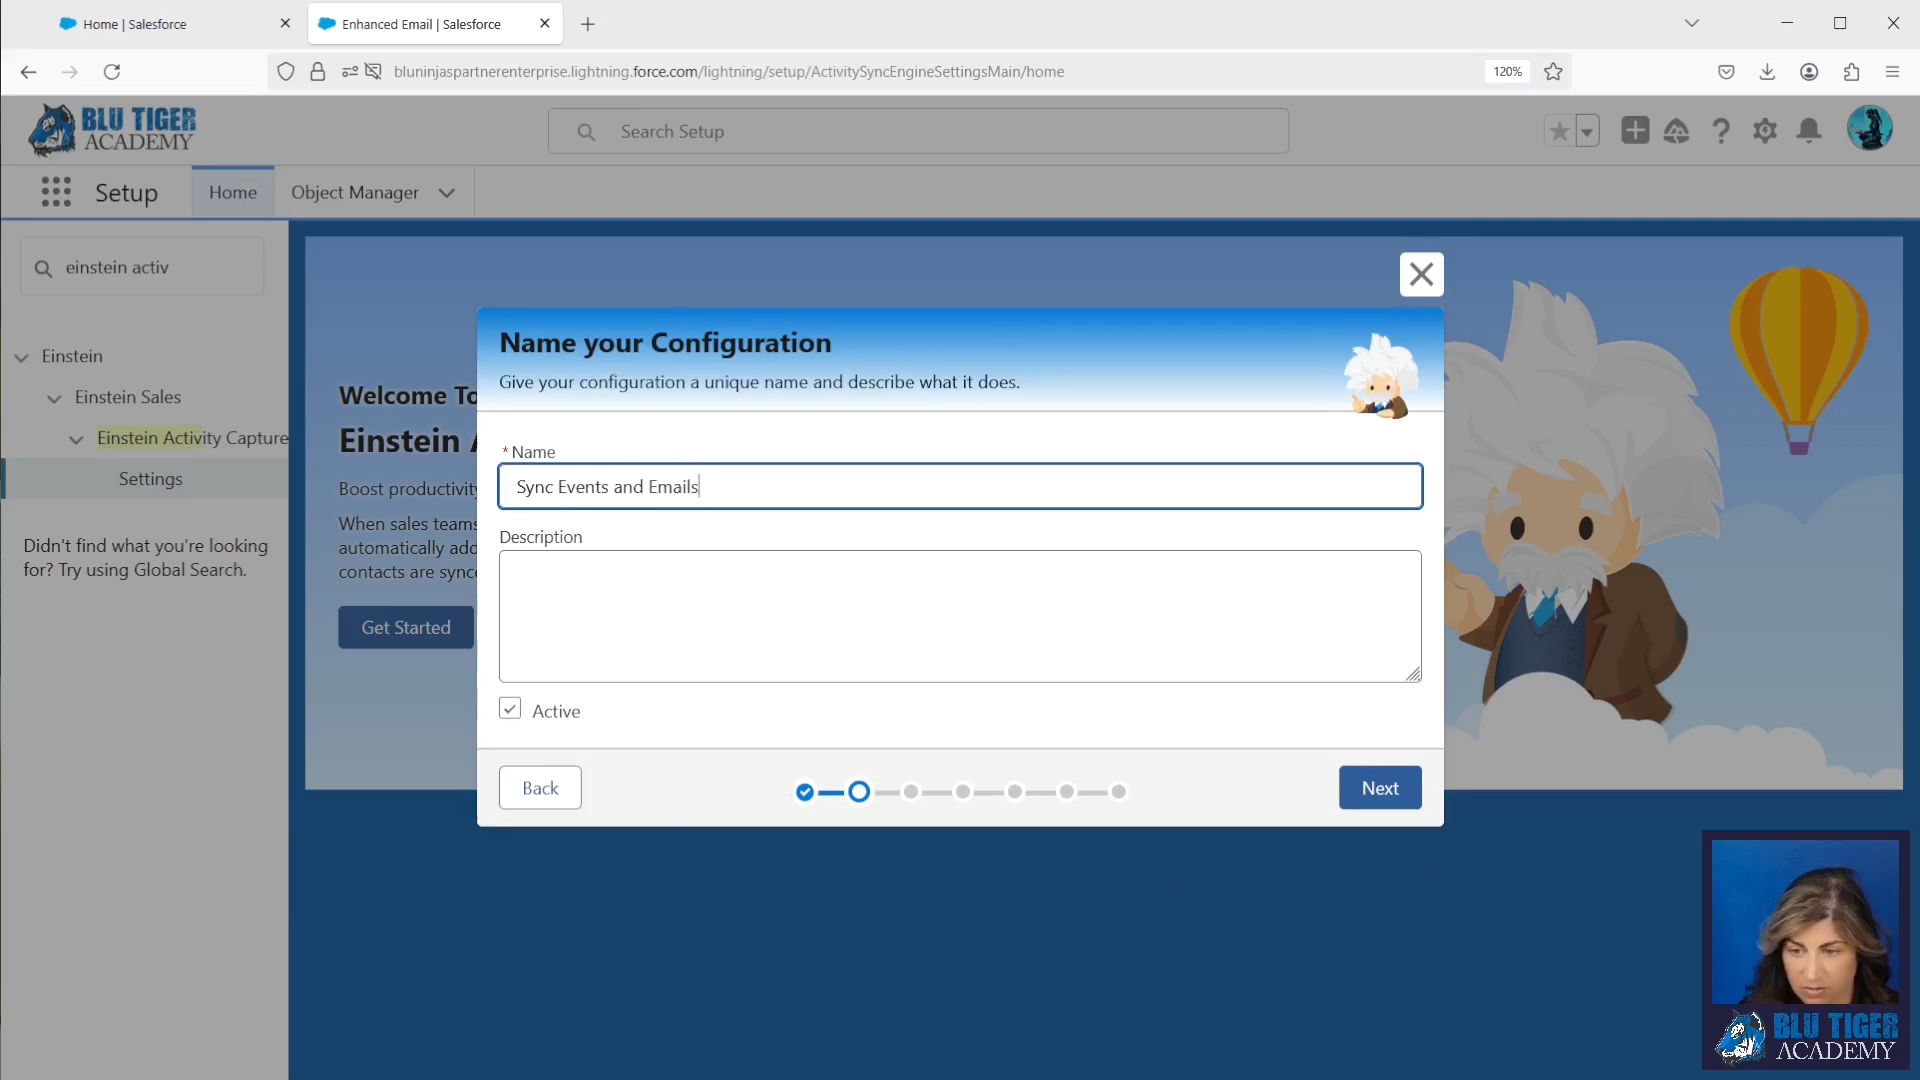 Home | Salesforce
Enhanced Email | Salesforce
bluninjaspartnerenterprise.lightning.force.com/lightning/setup/ActivitySyncEngineSettingsMain/home
120%
BLU TIGER
ACADEMY
Search Setup
Setup
Home
Object Manager
einstein activ
Einstein
Einstein Sales
Einstein Activity Capture
Settings
Didn't find what you're looking
for? Try using Global Search.
Welcome To
Einstein A
Boost productivity
When sales teams
automatically add
contacts are sync
Get Started
Name your Configuration
Give your configuration a unique name and describe what it does.
* Name
Sync Events and Emails
Description
Active
Back
Next
BLU TIGER
ACADEMY